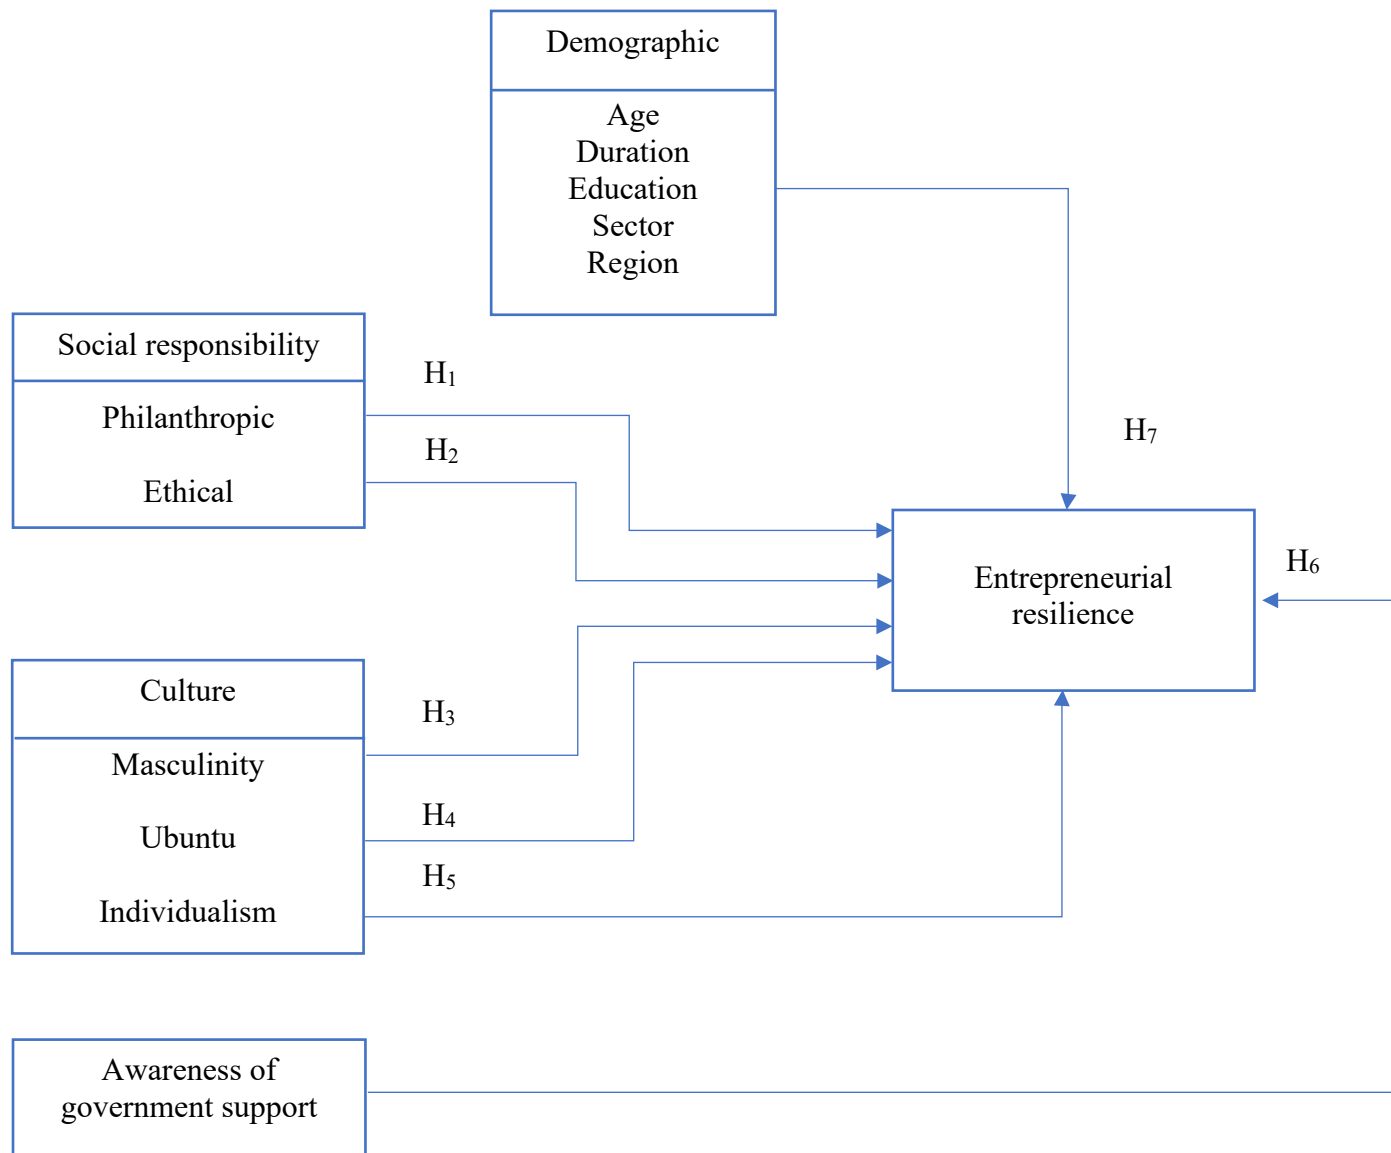 Demographic
Age
Duration
Education
Sector
Region
Social responsibility
Philanthropic
Ethical
H₁
H₂
H₇
Entrepreneurial
resilience
H₆
Culture
Masculinity
Ubuntu
Individualism
H₃
H₄
H₅
Awareness of
government support